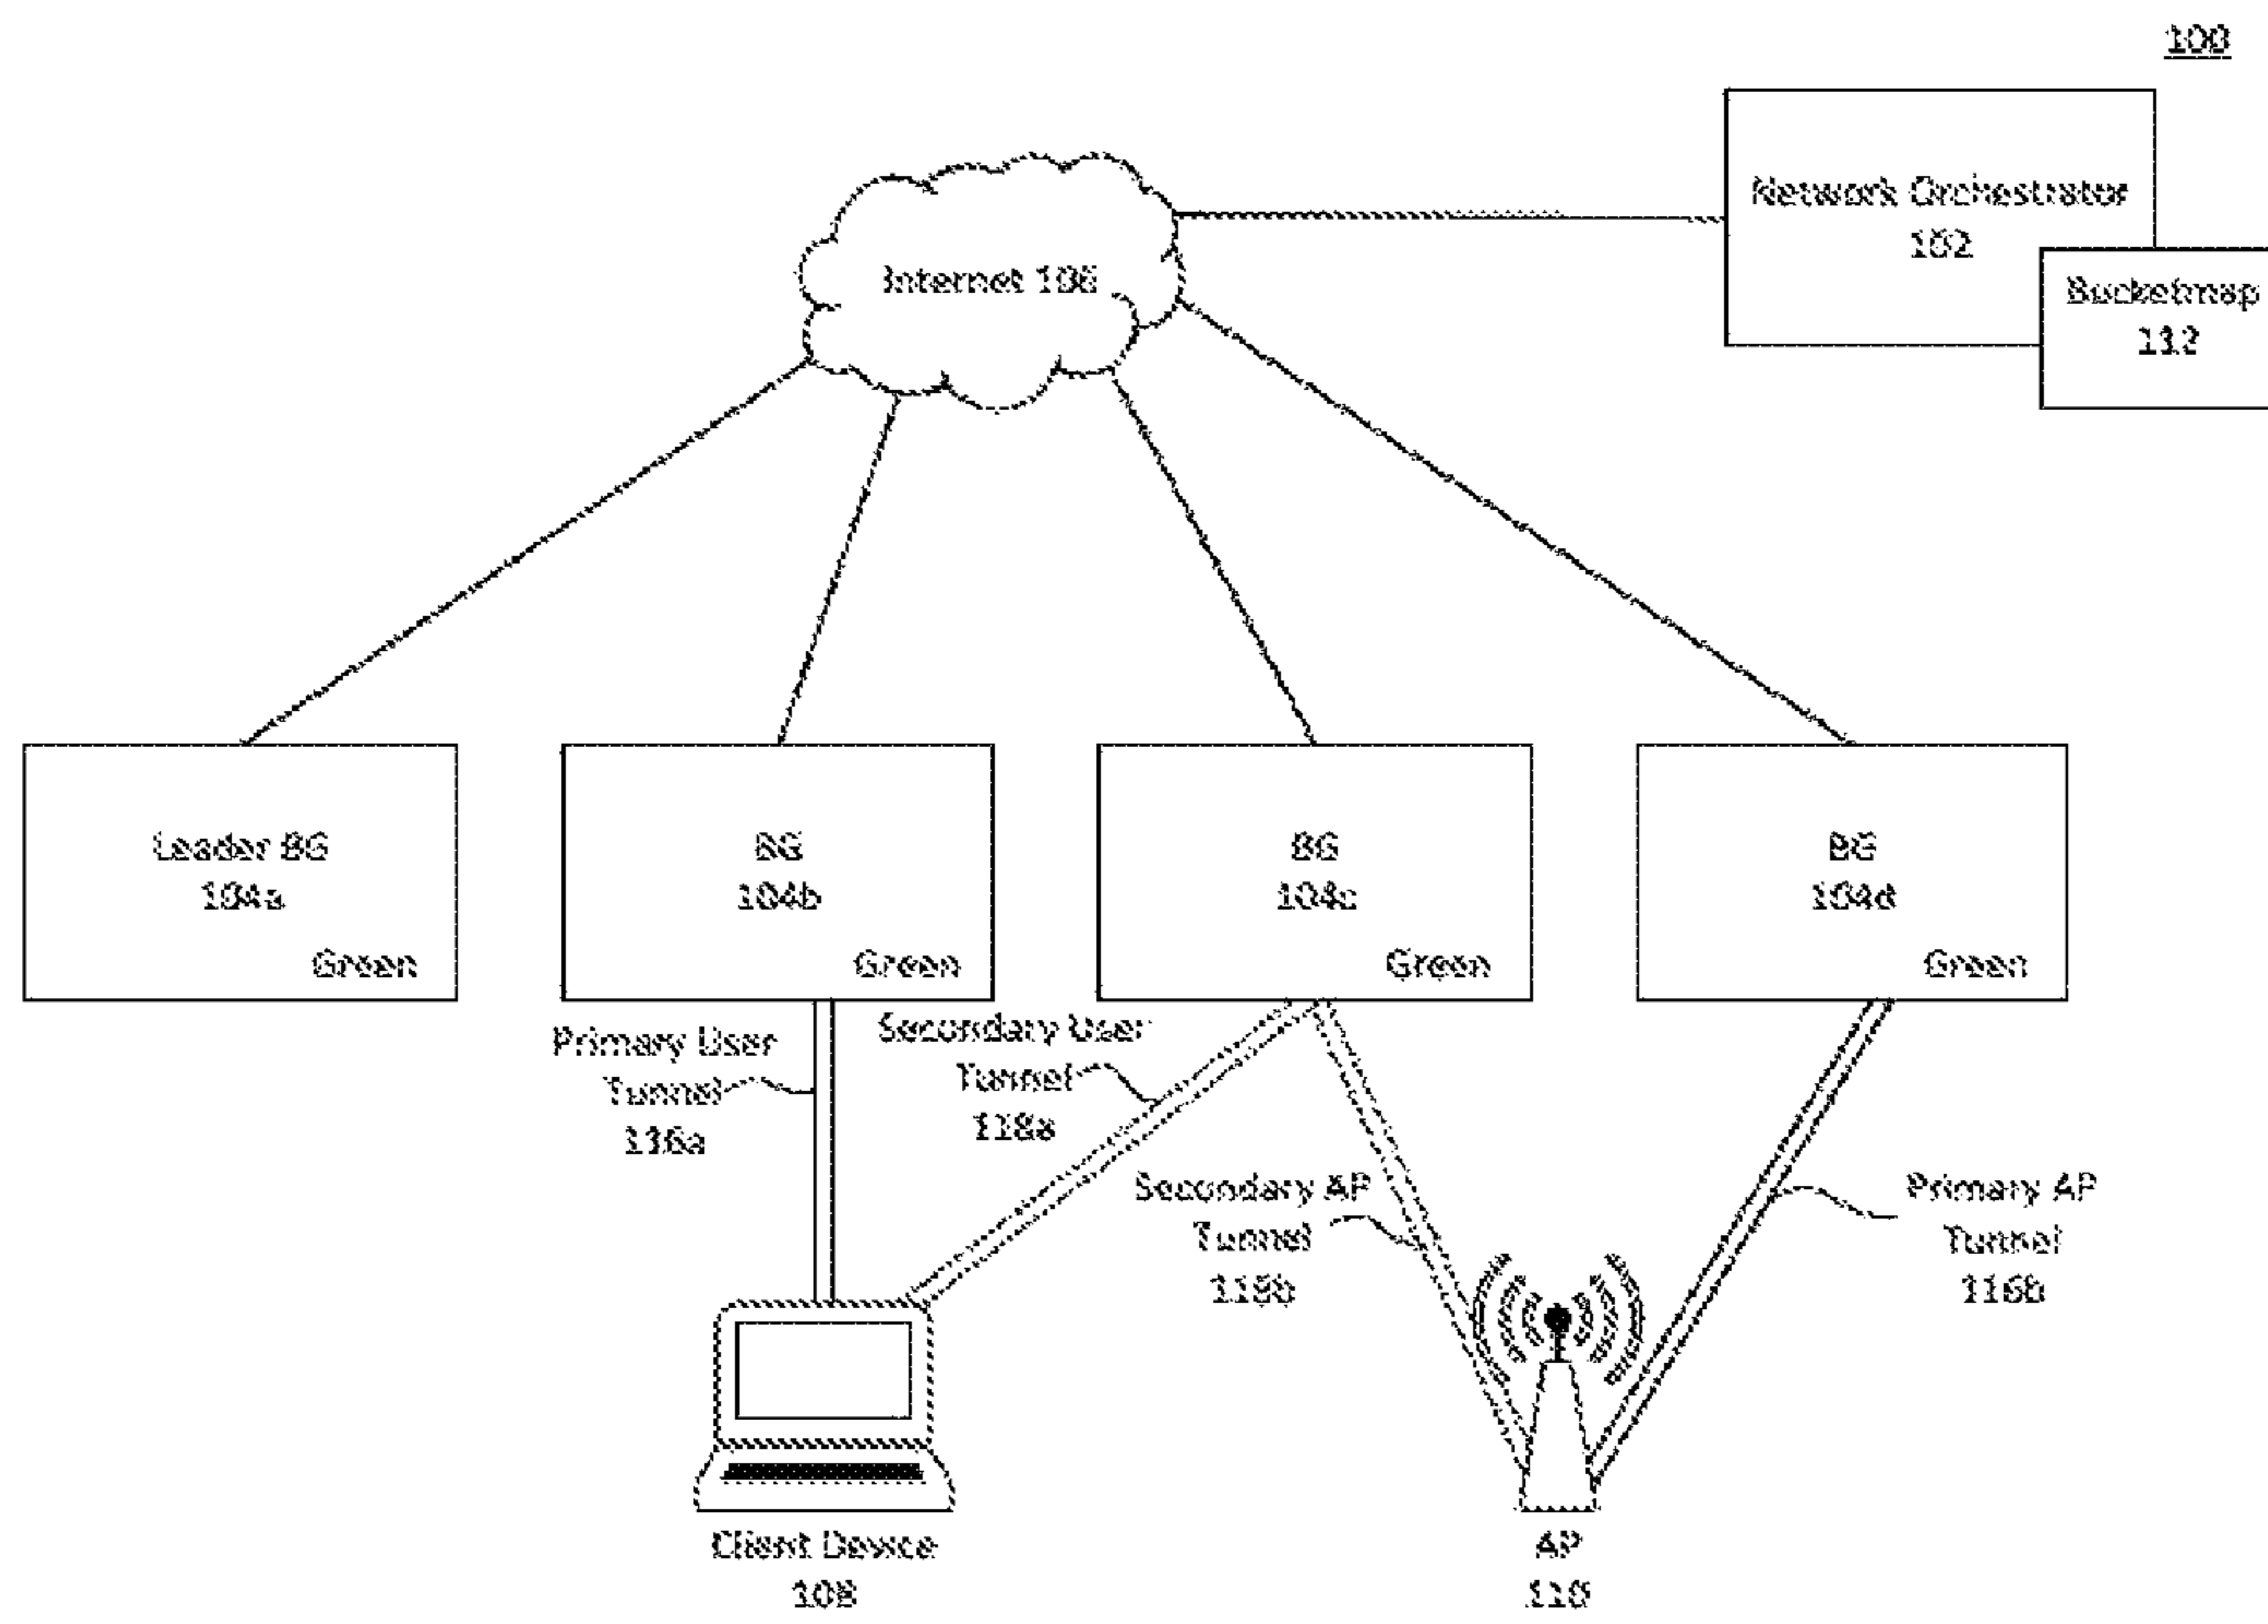 100
Network Orchestrator
102
Bucketmap
112
Internet 106
Leader BG
104a
Green
BG
104b
Green
BG
104c
Green
BG
104d
Green
Primary User
Tunnel
116a
Secondary User
Tunnel
118a
Secondary AP
Tunnel
118b
Primary AP
Tunnel
116b
Client Device
108
AP
110